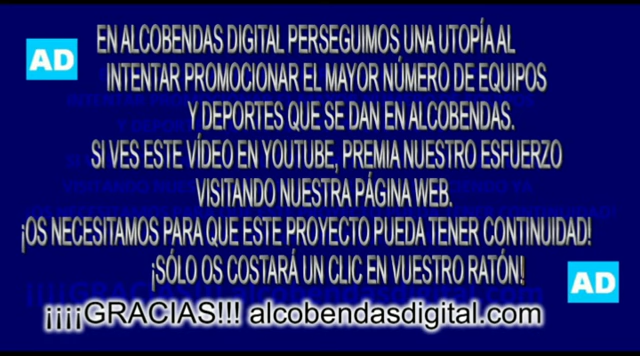 AD
EN ALCOBENDAS DIGITAL PERSEGUIMOS UNA UTOPÍA AL
INTENTAR PROMOCIONAR EL MAYOR NÚMERO DE EQUIPOS
Y DEPORTES QUE SE DAN EN ALCOBENDAS.
SI VES ESTE VÍDEO EN YOUTUBE, PREMIA NUESTRO ESFUERZO
VISITANDO NUESTRA PÁGINA WEB.
¡OS NECESITAMOS PARA QUE ESTE PROYECTO PUEDA TENER CONTINUIDAD!
¡SÓLO OS COSTARÁ UN CLIC EN VUESTRO RATÓN!
AD
¡¡¡¡GRACIAS!!! alcobendasdigital.com